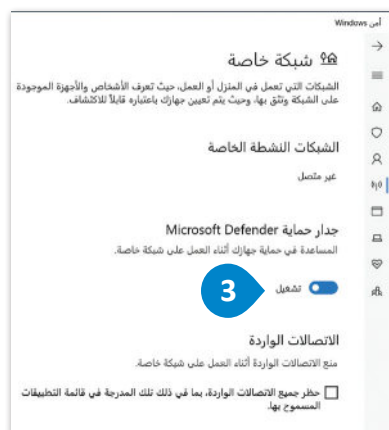 أمن Windows
شبكة خاصة
الشبكات التي تعمل في المنزل أو العمل، حيث تعرف الأشخاص والأجهزة الموجودة
على الشبكة وتثق بها، وحيث يتم تعيين جهازك باعتباره قابلاً للاكتشاف.
الشبكات النشطة الخاصة
غير متصل
جدار حماية Microsoft Defender
المساعدة في حماية جهازك أثناء العمل على شبكة خاصة.
تشغيل
3
الاتصالات الواردة
منع الاتصالات الواردة أثناء العمل على شبكة خاصة.
حظر جميع الاتصالات الواردة، بما في ذلك تلك المدرجة في قائمة التطبيقات
المسموح بها.